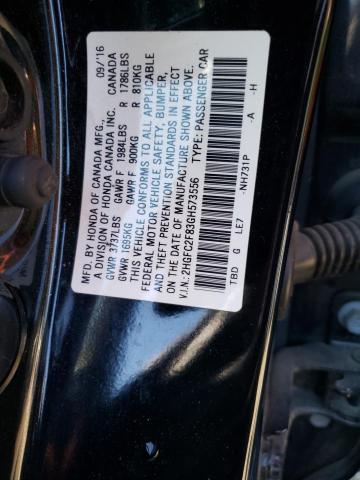 MFD. BY HONDA OF CANADA MFG. 09/16
A DIVISION OF HONDA CANADA INC. CANADA
GVWR 3737LBS GAWR F 1984LBS R 1786LBS
GVWR 1695KG GAWR F 900KG R 810KG
THIS VEHICLE CONFORMS TO ALL APPLICABLE
FEDERAL MOTOR VEHICLE SAFETY, BUMPER,
AND THEFT PREVENTION STANDARDS IN EFFECT
ON THE DATE OF MANUFACTURE SHOWN ABOVE.
V.I.N.: 2HGFC2F83GH573556 TYPE: PASSENGER CAR
TBD G LE7 -NH731P -A -H